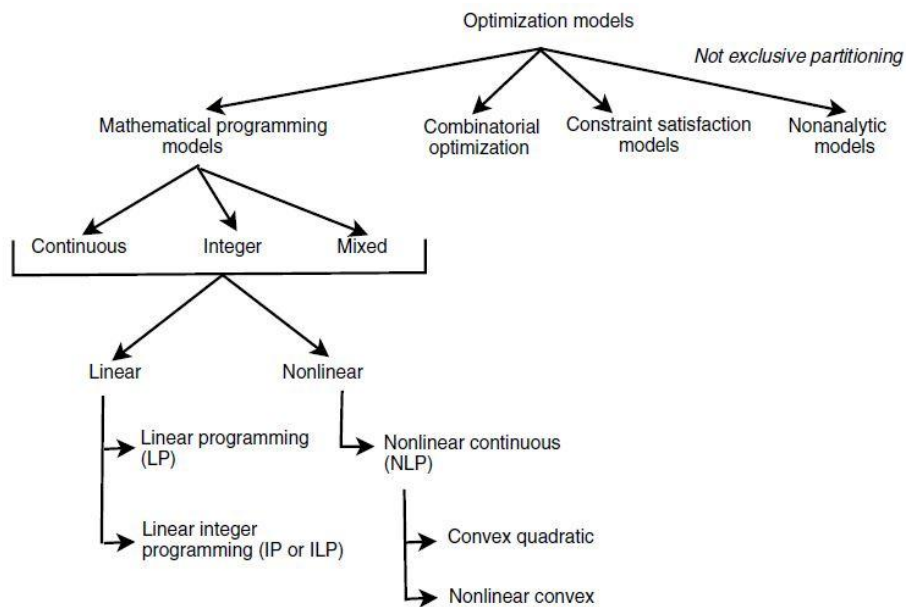 Optimization models
Not exclusive partitioning
Mathematical programming
models
Combinatorial
optimization
Constraint satisfaction
models
Nonanalytic
models
Continuous
Integer
Mixed
Linear
Nonlinear
Linear programming
(LP)
Linear integer
programming (IP or ILP)
Nonlinear continuous
(NLP)
Convex quadratic
Nonlinear convex